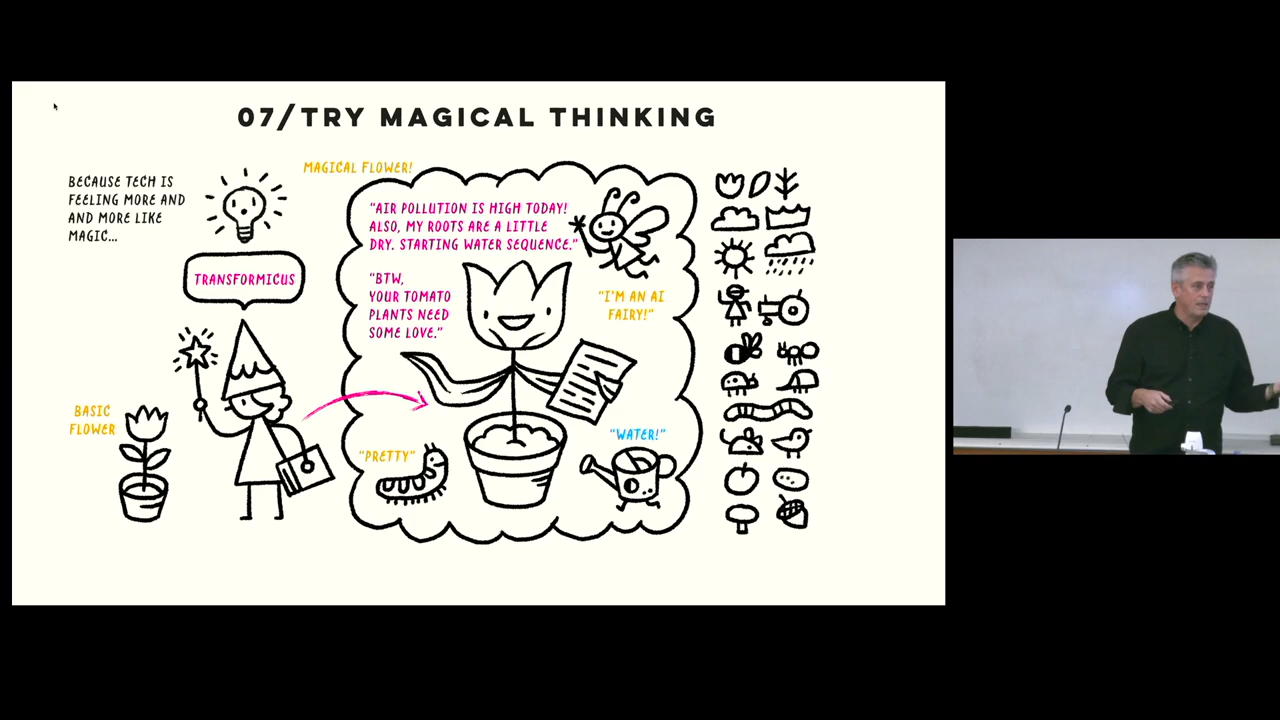 07/TRY MAGICAL THINKING
BECAUSE TECH IS
FEELING MORE AND
AND MORE LIKE
MAGIC...
MAGICAL FLOWER!
TRANSFORMICUS
BASIC
FLOWER
"AIR POLLUTION IS HIGH TODAY!
ALSO, MY ROOTS ARE A LITTLE
DRY. STARTING WATER SEQUENCE."
"BTW,
YOUR TOMATO
PLANTS NEED
SOME LOVE."
"I'M AN AI
FAIRY!"
"PRETTY"
"WATER!"